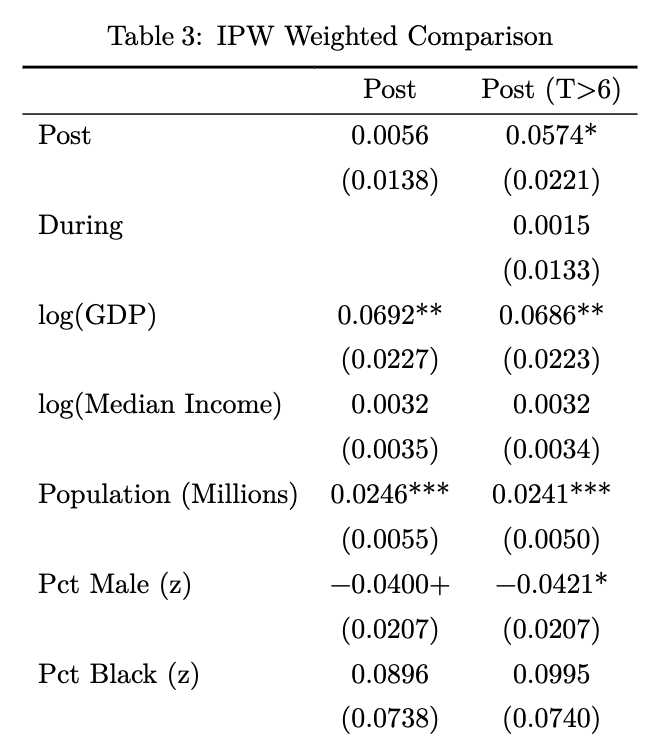 Table 3: IPW Weighted Comparison
Post Post (T>6)
Post 0.0056 0.0574*
(0.0138) (0.0221)
During 0.0015
(0.0133)
log(GDP) 0.0692** 0.0686**
(0.0227) (0.0223)
log(Median Income) 0.0032 0.0032
(0.0035) (0.0034)
Population (Millions) 0.0246*** 0.0241***
(0.0055) (0.0050)
Pct Male (z) −0.0400+ −0.0421*
(0.0207) (0.0207)
Pct Black (z) 0.0896 0.0995
(0.0738) (0.0740)